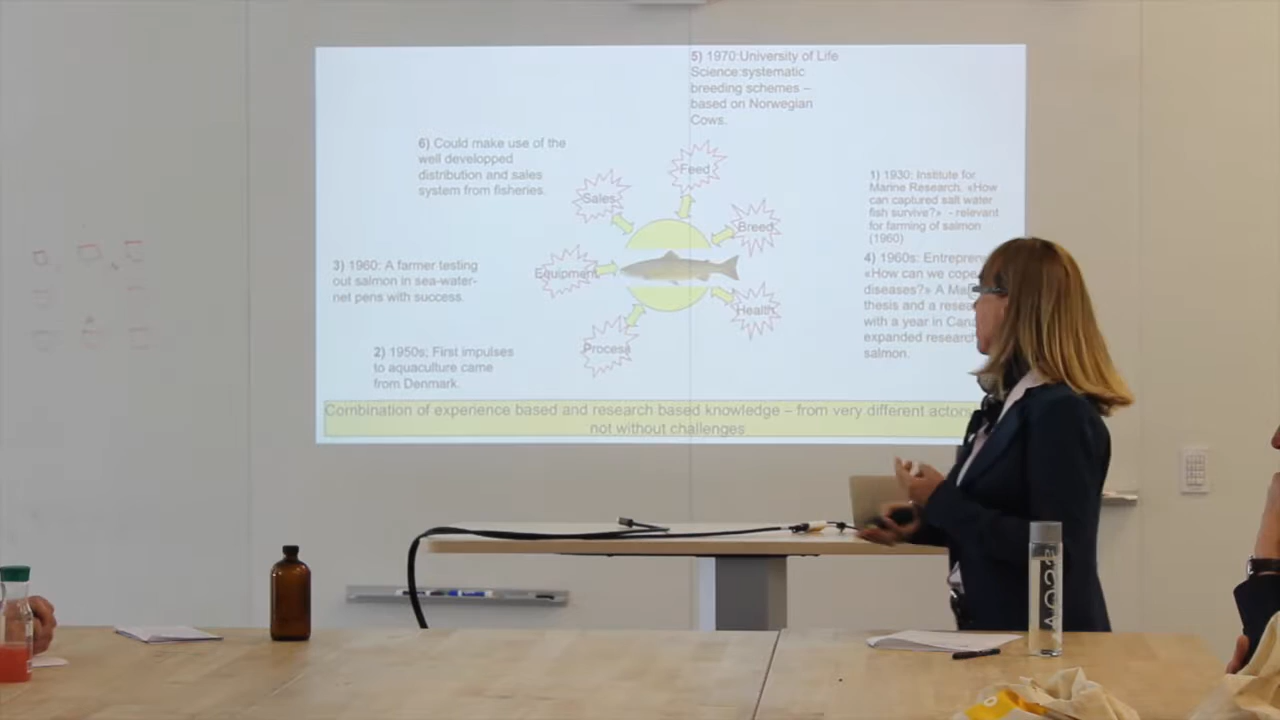 5) 1970:University of Life
Science:systematic
breeding schemes –
based on Norwegian
Cows.
6) Could make use of the
well developped
distribution and sales
system from fisheries.
Feed
Sales
Breed
Equipment
Health
Process
1) 1930: Institute for
Marine Research. «How
can captured salt water
fish survive?» - relevant
for farming of salmon
(1960)
3) 1960: A farmer testing
out salmon in sea-water-
net pens with success.
4) 1960s:
«How can we cope
diseases?» A
thesis and a
with a year in
expanded research
salmon.
2) 1950s: First impulses
to aquaculture came
from Denmark.
Combination of experience based and research based knowledge – from very different actors
not without challenges